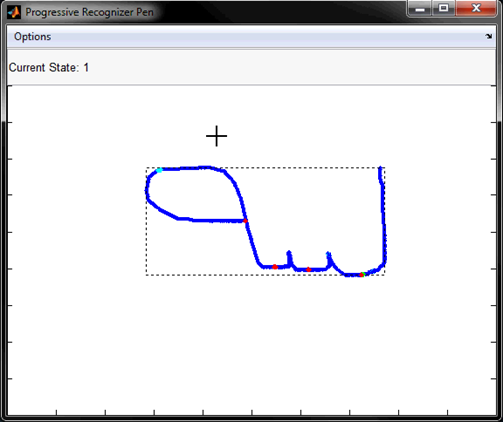 Progressive Recognizer Pen
Options
Current State: 1